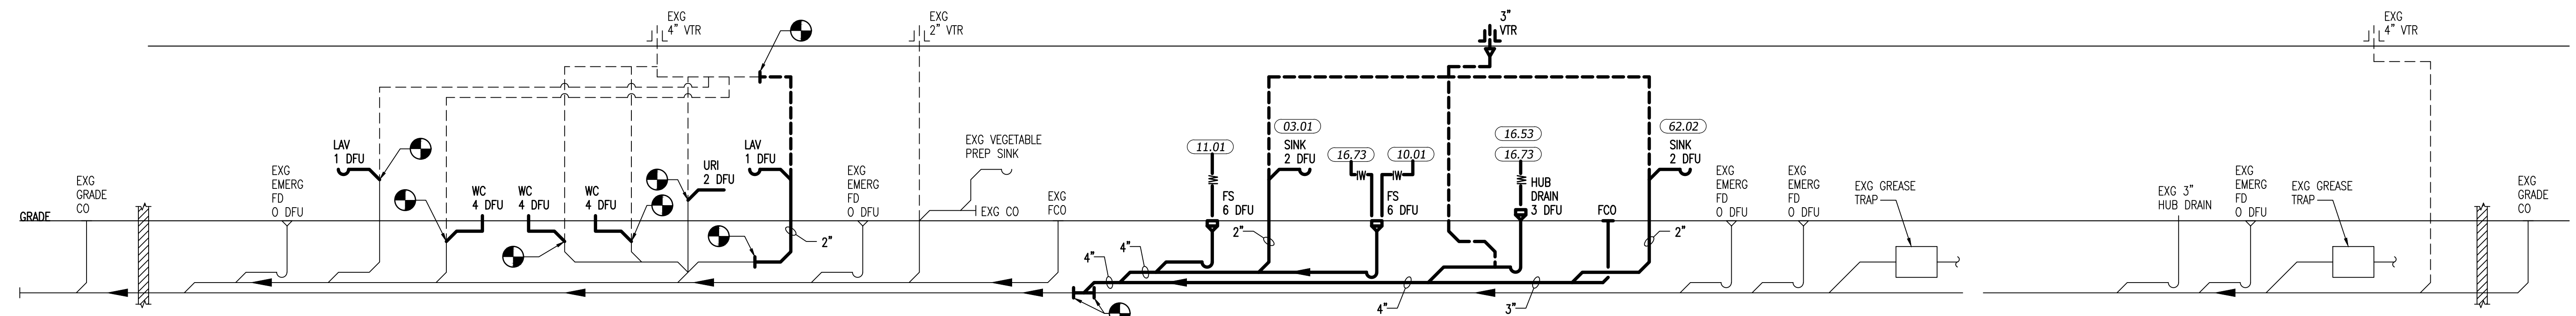 EXG
4" VTR
EXG
2" VTR
3"
VTR
EXG
4" VTR
GRADE
EXG
GRADE
CO
EXG
EMERG
FD
0 DFU
LAV
1 DFU
WC
4 DFU
WC
4 DFU
WC
4 DFU
URI
2 DFU
LAV
1 DFU
2"
EXG
EMERG
FD
0 DFU
EXG VEGETABLE
PREP SINK
EXG CO
EXG
FCO
4"
4"
11.01
FS
6 DFU
2"
03.01
SINK
2 DFU
16.73
10.01
IW
IW
FS
6 DFU
16.53
16.73
HUB
DRAIN
3 DFU
FCO
4"
3"
62.02
SINK
2 DFU
2"
EXG
EMERG
FD
0 DFU
EXG
EMERG
FD
0 DFU
EXG GREASE
TRAP
EXG 3"
HUB DRAIN
EXG
EMERG
FD
0 DFU
EXG GREASE
TRAP
EXG
GRADE
CO